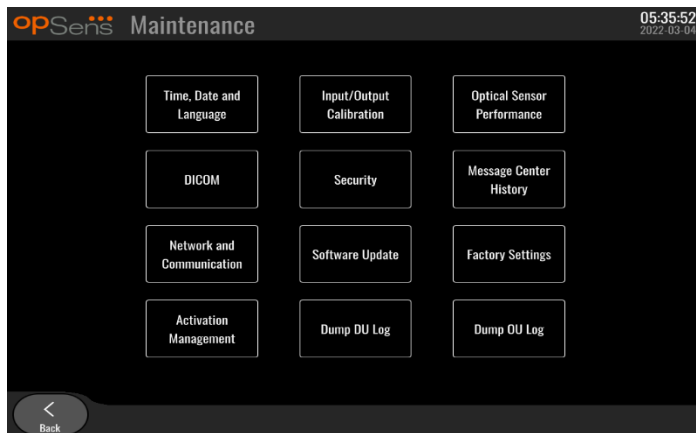 opSens Maintenance
05:35:52
2022-03-04
Time, Date and
Language
Input/Output
Calibration
Optical Sensor
Performance
DICOM
Security
Message Center
History
Network and
Communication
Software Update
Factory Settings
Activation
Management
Dump DU Log
Dump OU Log
Back